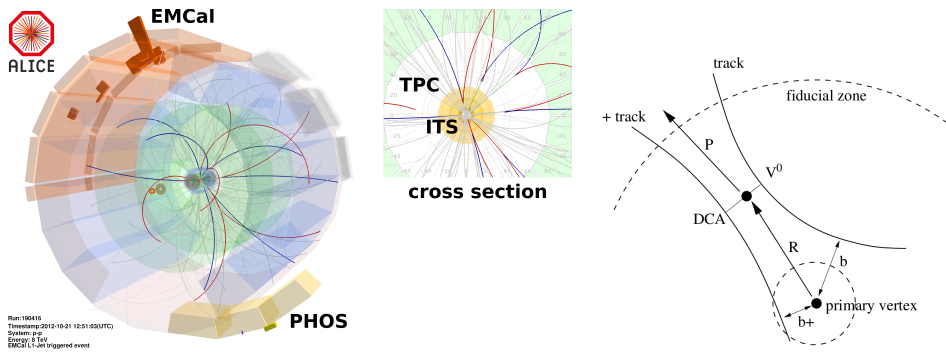 EMCal
ALICE
PHOS
Run:190416
Timestamp:2012-10-21 12:51:03(UTC)
System: p-p
Energy: 8 TeV
EMCal L1-Jet triggered event
TPC
ITS
cross section
track
fiducial zone
+ track
P
V⁰
DCA
R
b
primary vertex
b+